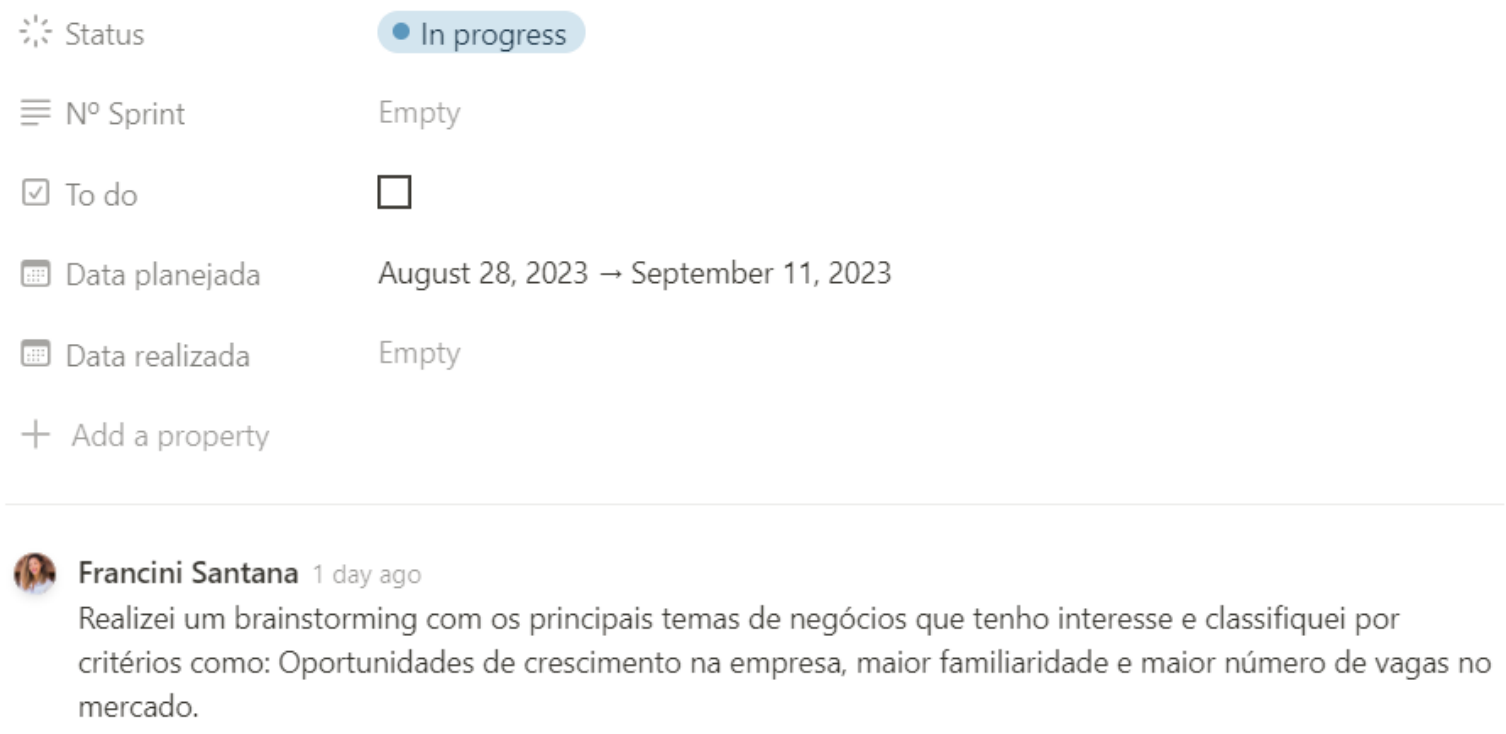 Status In progress
Nº Sprint Empty
To do
Data planejada August 28, 2023 → September 11, 2023
Data realizada Empty
Add a property
Francini Santana 1 day ago
Realizei um brainstorming com os principais temas de negócios que tenho interesse e classifiquei por
critérios como: Oportunidades de crescimento na empresa, maior familiaridade e maior número de vagas no
mercado.